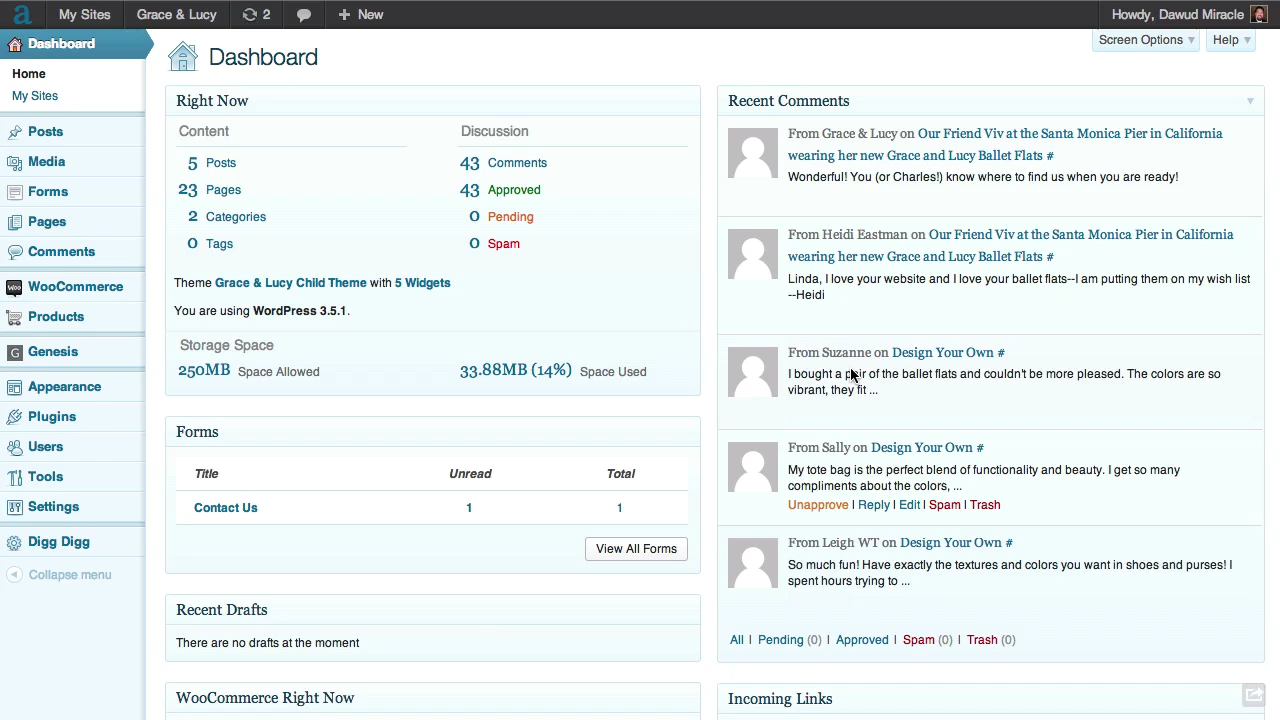 My Sites Grace & Lucy 2 New Howdy, Dawud Miracle
Dashboard
Home
My Sites
Posts
Media
Forms
Pages
Comments
WooCommerce
Products
Genesis
Appearance
Plugins
Users
Tools
Settings
Digg Digg
Collapse menu
Screen Options Help
Dashboard
Right Now
Content Discussion
5 Posts 43 Comments
23 Pages 43 Approved
2 Categories 0 Pending
0 Tags 0 Spam
Theme Grace & Lucy Child Theme with 5 Widgets
You are using WordPress 3.5.1.
Storage Space
250MB Space Allowed 33.88MB (14%) Space Used
Forms
Title Unread Total
Contact Us 1 1
View All Forms
Recent Drafts
There are no drafts at the moment
WooCommerce Right Now
Recent Comments
From Grace & Lucy on Our Friend Viv at the Santa Monica Pier in California
wearing her new Grace and Lucy Ballet Flats #
Wonderful! You (or Charles!) know where to find us when you are ready!
From Heidi Eastman on Our Friend Viv at the Santa Monica Pier in California
wearing her new Grace and Lucy Ballet Flats #
Linda, I love your website and I love your ballet flats--I am putting them on my wish list
--Heidi
From Suzanne on Design Your Own #
I bought a pair of the ballet flats and couldn't be more pleased. The colors are so
vibrant, they fit ...
From Sally on Design Your Own #
My tote bag is the perfect blend of functionality and beauty. I get so many
compliments about the colors, ...
Unapprove | Reply | Edit | Spam | Trash
From Leigh WT on Design Your Own #
So much fun! Have exactly the textures and colors you want in shoes and purses! I
spent hours trying to ...
All | Pending (0) | Approved | Spam (0) | Trash (0)
Incoming Links